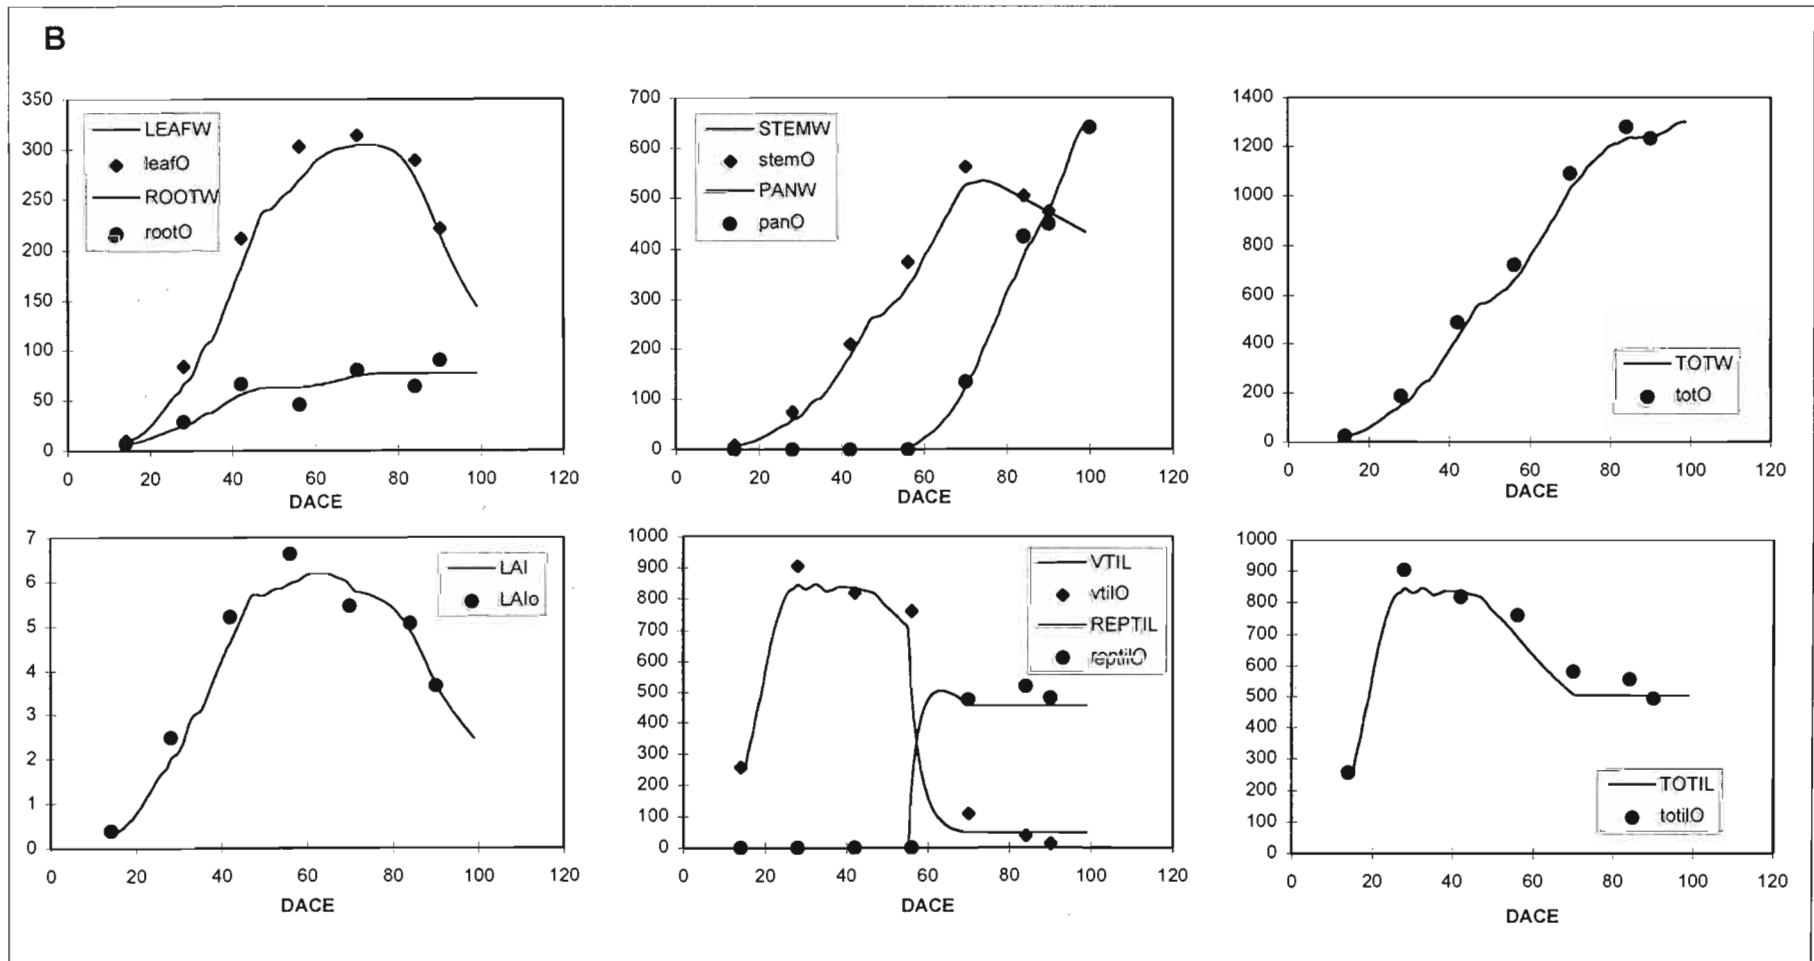 B
350
300
250
200
150
100
50
0
0 20 40 60 80 100 120
DACE
LEAFW
leafO
ROOTW
rootO
700
600
500
400
300
200
100
0
0 20 40 60 80 100 120
DACE
STEMW
stemO
PANW
panO
1400
1200
1000
800
600
400
200
0
0 20 40 60 80 100 120
DACE
TOTW
totO
7
6
5
4
3
2
1
0
0 20 40 60 80 100 120
DACE
LAI
LAIo
1000
900
800
700
600
500
400
300
200
100
0
0 20 40 60 80 100 120
DACE
VTIL
vtilO
REPTIL
reptilO
1000
900
800
700
600
500
400
300
200
100
0
0 20 40 60 80 100 120
DACE
TOTIL
totilO